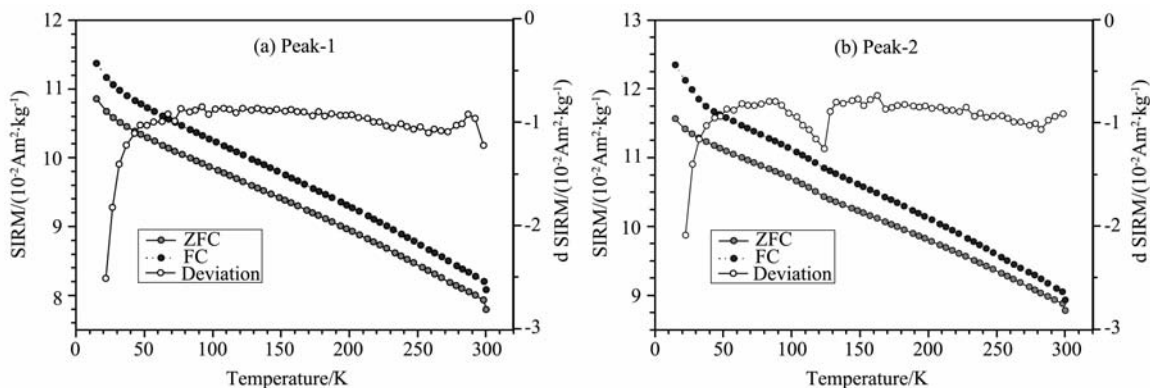 (a) Peak-1
SIRM/(10⁻²Am²·kg⁻¹)
12
11
10
9
8
0
-1
-2
-3
d SIRM/(10⁻²Am²·kg⁻¹)
ZFC
FC
Deviation
0 50 100 150 200 250 300
Temperature/K
(b) Peak-2
SIRM/(10⁻²Am²·kg⁻¹)
13
12
11
10
9
0
-1
-2
-3
d SIRM/(10⁻²Am²·kg⁻¹)
ZFC
FC
Deviation
0 50 100 150 200 250 300
Temperature/K